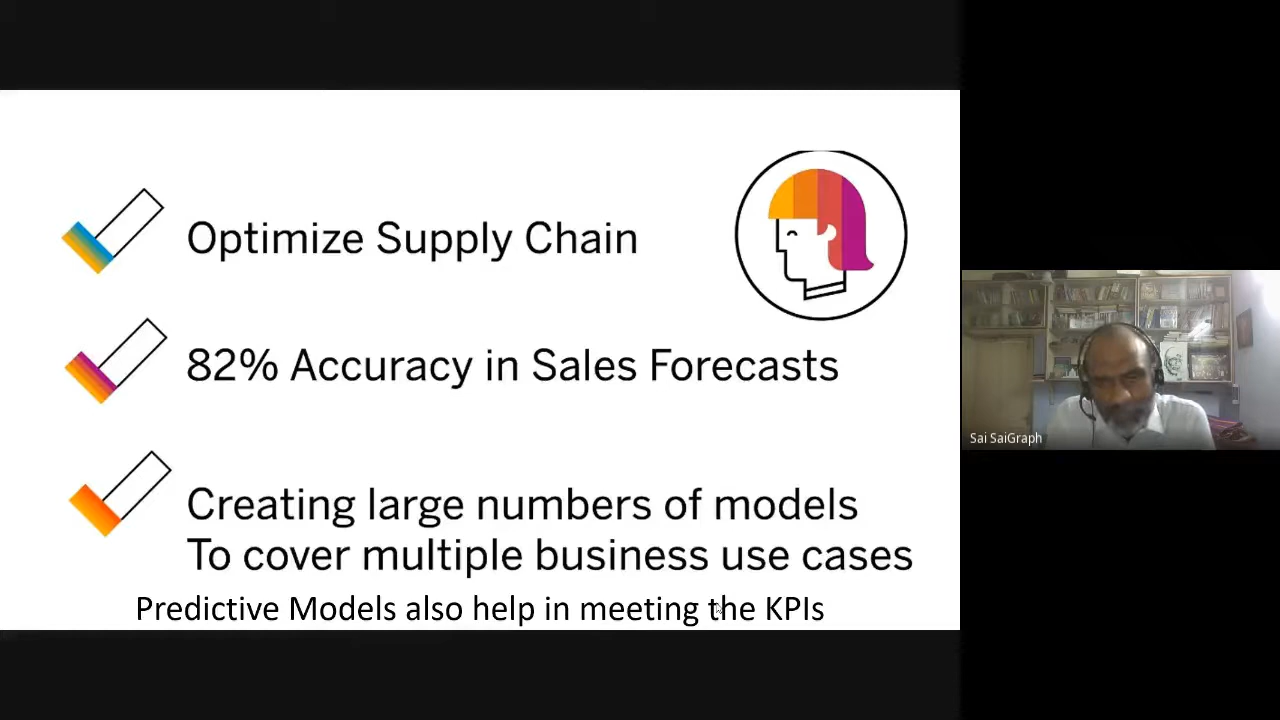 Optimize Supply Chain
82% Accuracy in Sales Forecasts
Creating large numbers of models
To cover multiple business use cases
Predictive Models also help in meeting the KPIs
Sai SaiGraph